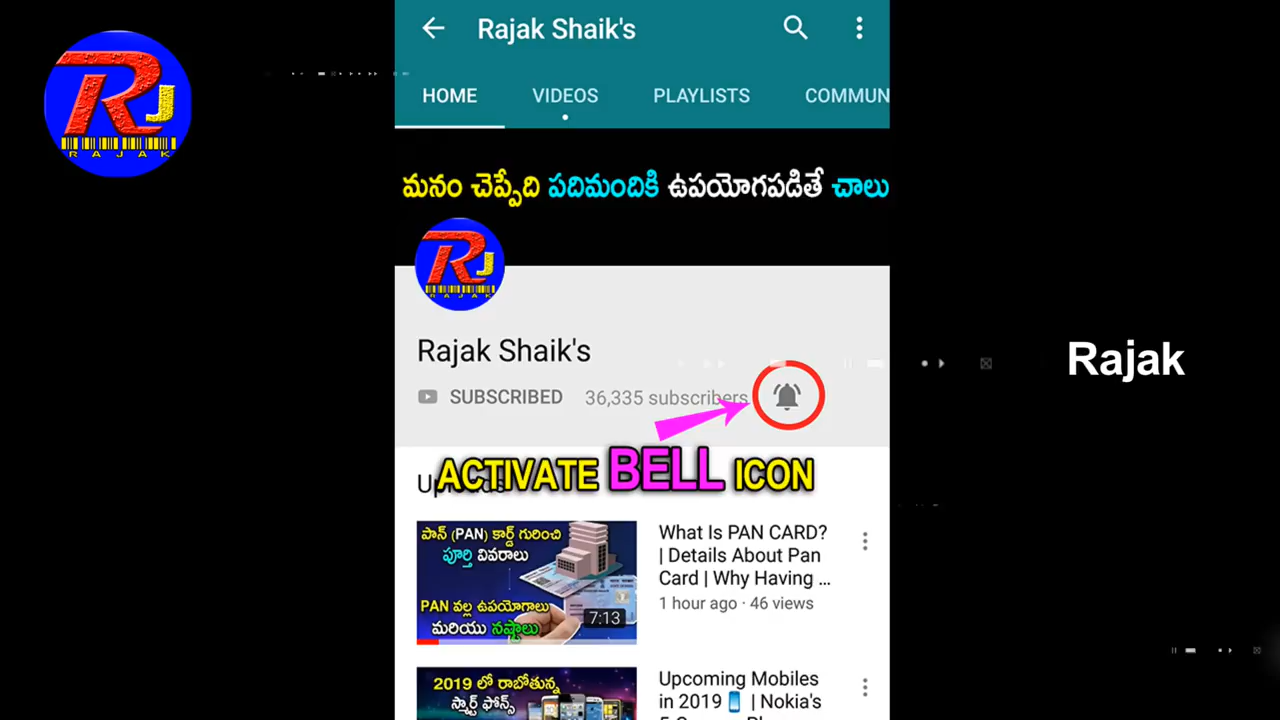 RJ
RAJAK
Rajak Shaik's
HOME VIDEOS PLAYLISTS COMMUN
మనం చెప్పేది పదిమందికి ఉపయోగపడితే చాలు
RJ
RAJAK
Rajak Shaik's
Rajak
SUBSCRIBED 36,335 subscribers
ACTIVATE BELL ICON
Uploads
పాన్ (PAN) కార్డ్ గురించి
పూర్తి వివరాలు
PAN వల్ల ఉపయోగాలు
మరియు నష్టాలు
7:13
What Is PAN CARD?
| Details About Pan
Card | Why Having ...
1 hour ago · 46 views
2019 లో రాబోతున్న
స్మార్ట్ ఫోన్స్
Upcoming Mobiles
in 2019 | Nokia's